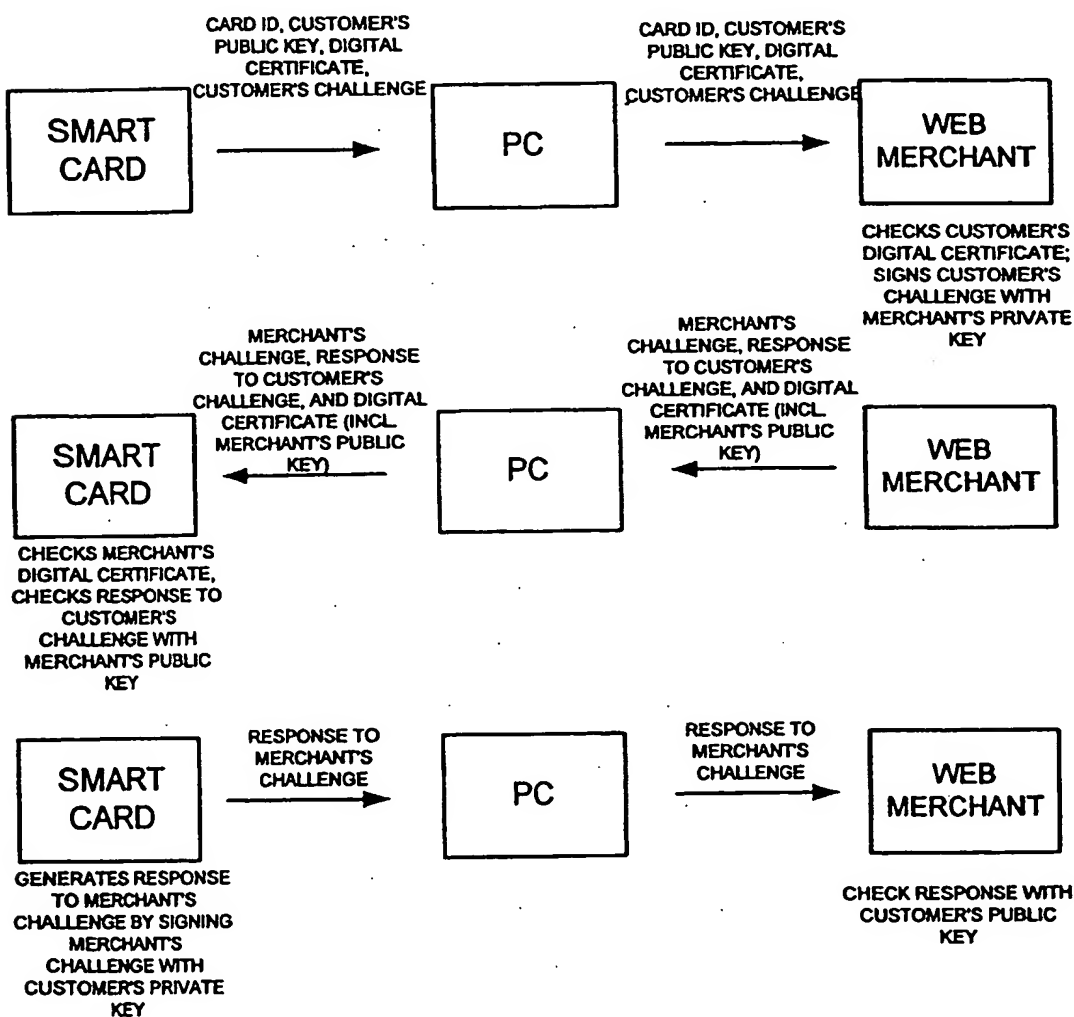 CARD ID, CUSTOMER'S
PUBLIC KEY, DIGITAL
CERTIFICATE,
CUSTOMER'S CHALLENGE
CARD ID, CUSTOMER'S
PUBLIC KEY, DIGITAL
CERTIFICATE,
CUSTOMER'S CHALLENGE
SMART
CARD
PC
WEB
MERCHANT
CHECKS CUSTOMER'S
DIGITAL CERTIFICATE;
SIGNS CUSTOMER'S
CHALLENGE WITH
MERCHANT'S PRIVATE
KEY
MERCHANT'S
CHALLENGE, RESPONSE
TO CUSTOMER'S
CHALLENGE, AND DIGITAL
CERTIFICATE (INCL.
MERCHANT'S PUBLIC
KEY)
MERCHANT'S
CHALLENGE, RESPONSE
TO CUSTOMER'S
CHALLENGE, AND DIGITAL
CERTIFICATE (INCL.
MERCHANT'S PUBLIC
KEY)
SMART
CARD
PC
WEB
MERCHANT
CHECKS MERCHANT'S
DIGITAL CERTIFICATE,
CHECKS RESPONSE TO
CUSTOMER'S
CHALLENGE WITH
MERCHANT'S PUBLIC
KEY
RESPONSE TO
MERCHANT'S
CHALLENGE
RESPONSE TO
MERCHANT'S
CHALLENGE
SMART
CARD
PC
WEB
MERCHANT
GENERATES RESPONSE
TO MERCHANT'S
CHALLENGE BY SIGNING
MERCHANT'S
CHALLENGE WITH
CUSTOMER'S PRIVATE
KEY
CHECK RESPONSE WITH
CUSTOMER'S PUBLIC
KEY